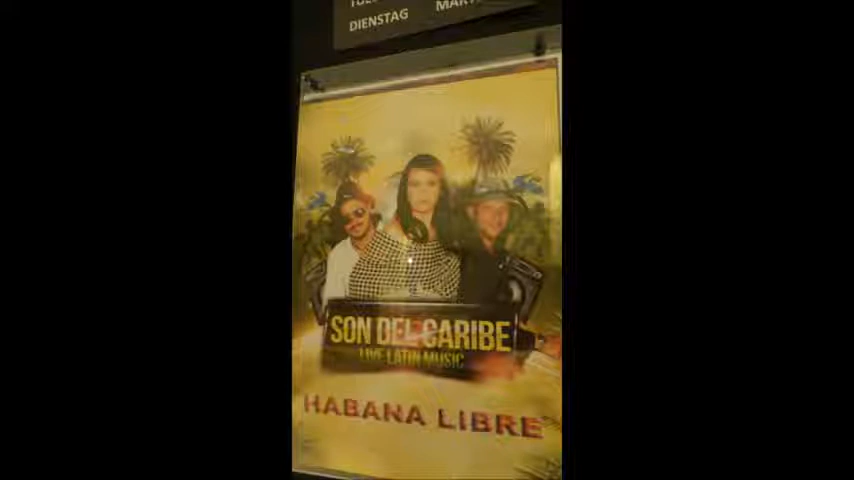 DIENSTAG
SON DEL CARIBE
LIVE LATIN MUSIC
HABANA LIBRE